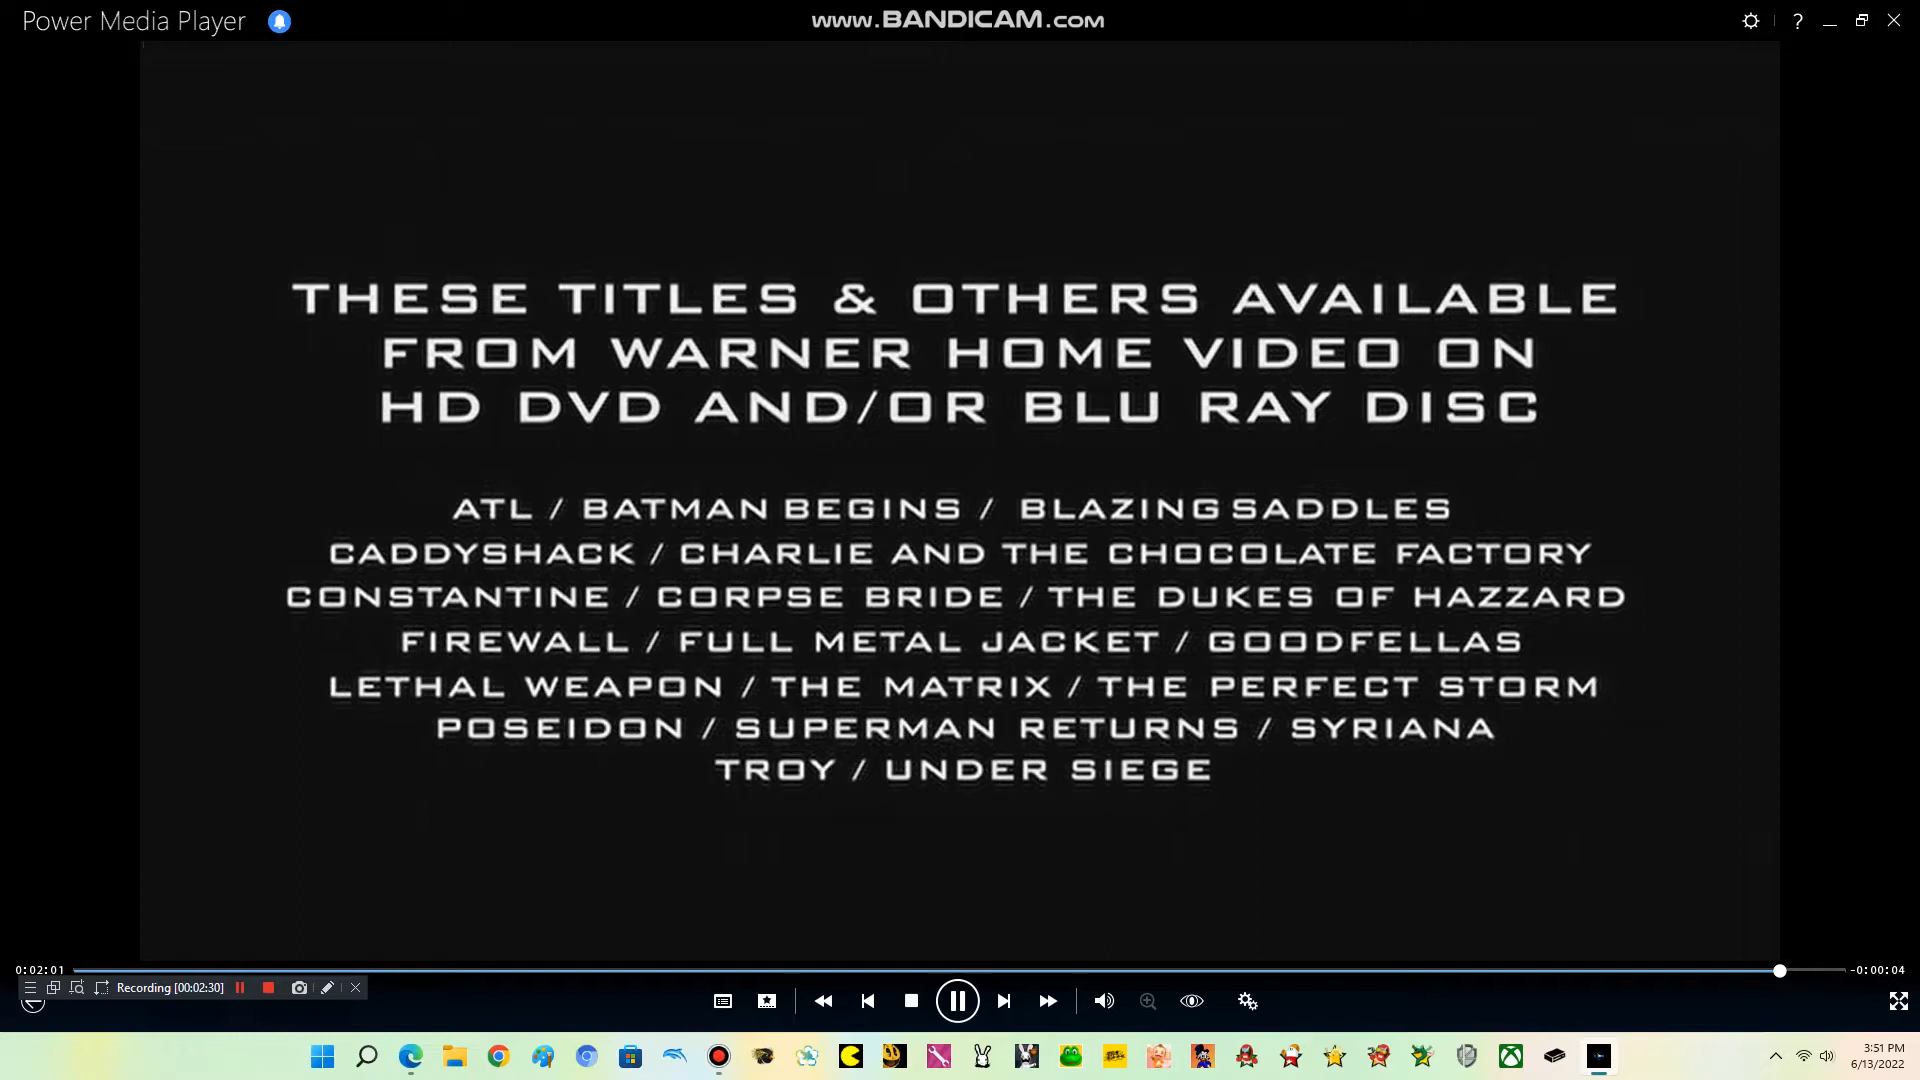 Power Media Player
www.BANDICAM.com
THESE TITLES & OTHERS AVAILABLE
FROM WARNER HOME VIDEO ON
HD DVD AND/OR BLU RAY DISC
ATL / BATMAN BEGINS / BLAZING SADDLES
CADDYSHACK / CHARLIE AND THE CHOCOLATE FACTORY
CONSTANTINE / CORPSE BRIDE / THE DUKES OF HAZZARD
FIREWALL / FULL METAL JACKET / GOODFELLAS
LETHAL WEAPON / THE MATRIX / THE PERFECT STORM
POSEIDON / SUPERMAN RETURNS / SYRIANA
TROY / UNDER SIEGE
0:02:01
-0:00:04
Recording [00:02:30]
3:51 PM
6/13/2022